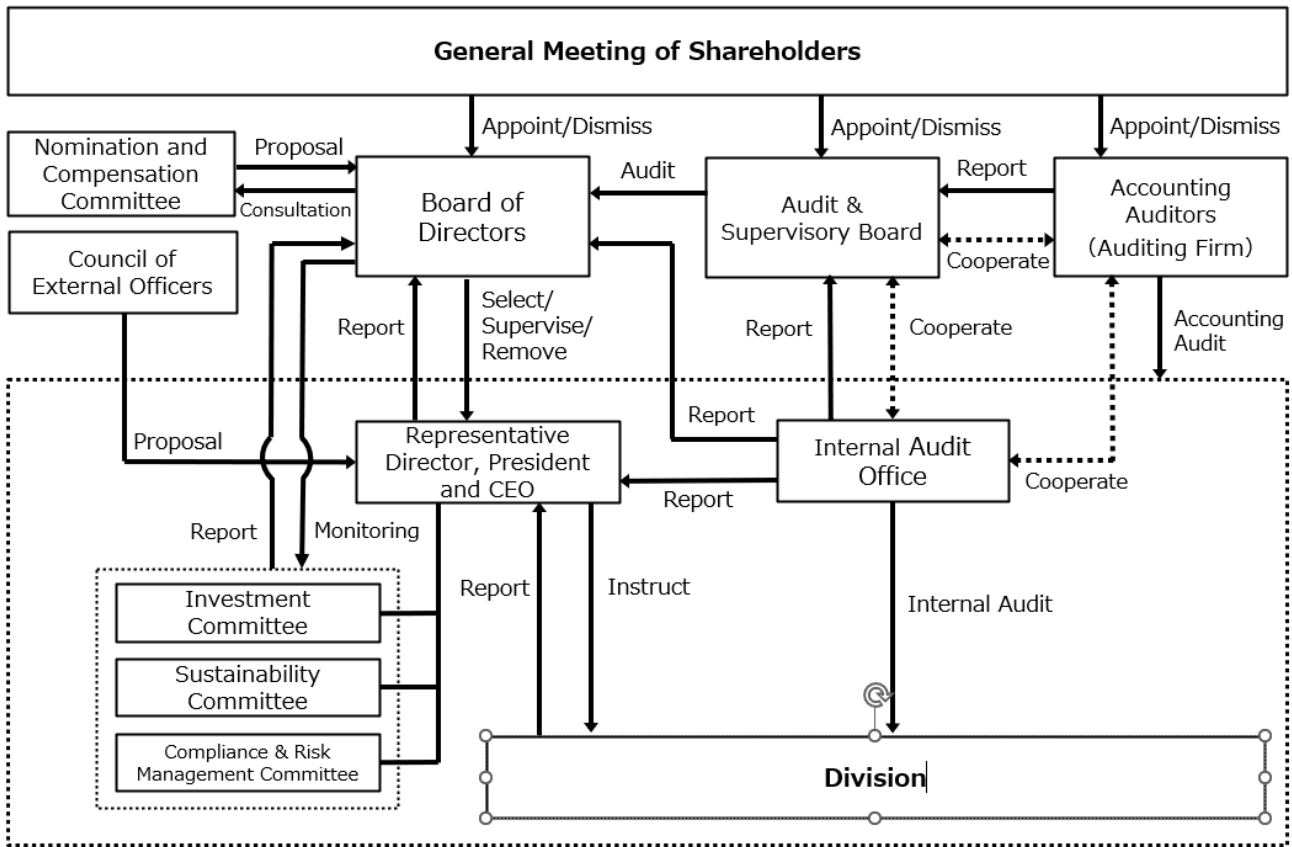 General Meeting of Shareholders
Appoint/Dismiss
Appoint/Dismiss
Appoint/Dismiss
Nomination and
Compensation
Committee
Proposal
Consultation
Board of
Directors
Audit
Audit &
Supervisory Board
Report
Cooperate
Accounting
Auditors
(Auditing Firm)
Council of
External Officers
Report
Select/
Supervise/
Remove
Report
Cooperate
Accounting
Audit
Proposal
Representative
Director, President
and CEO
Report
Report
Internal Audit
Office
Cooperate
Report
Monitoring
Report
Instruct
Internal Audit
Investment
Committee
Sustainability
Committee
Compliance & Risk
Management Committee
Division